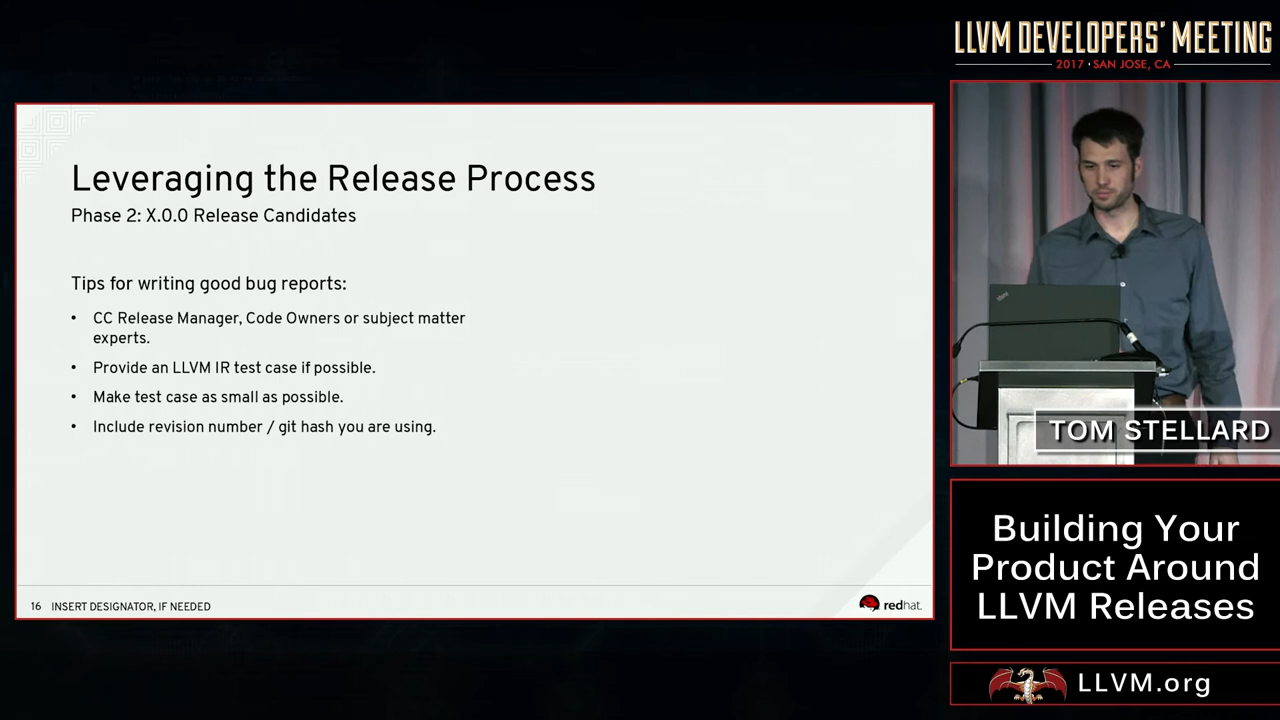 LLVM DEVELOPERS' MEETING
2017 · SAN JOSE, CA
Leveraging the Release Process
Phase 2: X.0.0 Release Candidates
Tips for writing good bug reports:
• CC Release Manager, Code Owners or subject matter
experts.
• Provide an LLVM IR test case if possible.
• Make test case as small as possible.
• Include revision number / git hash you are using.
16 INSERT DESIGNATOR, IF NEEDED
redhat.
TOM STELLARD
Building Your
Product Around
LLVM Releases
LLVM.org